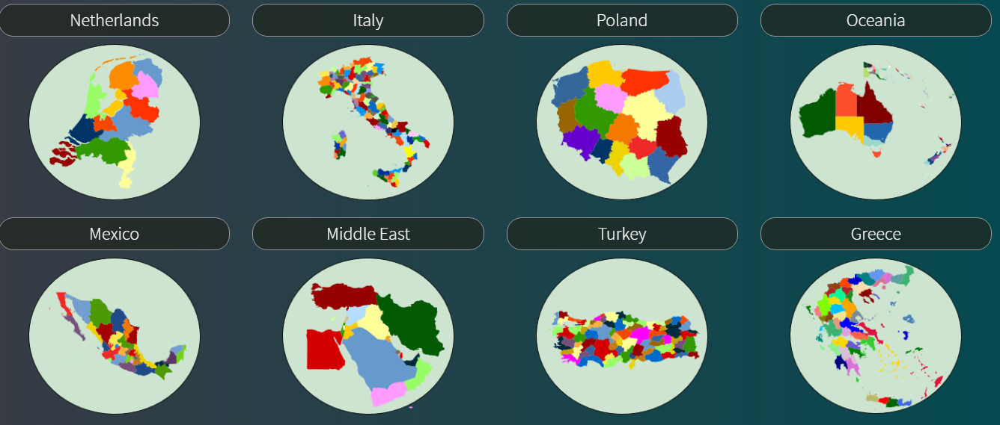 Netherlands
Italy
Poland
Oceania
Mexico
Middle East
Turkey
Greece